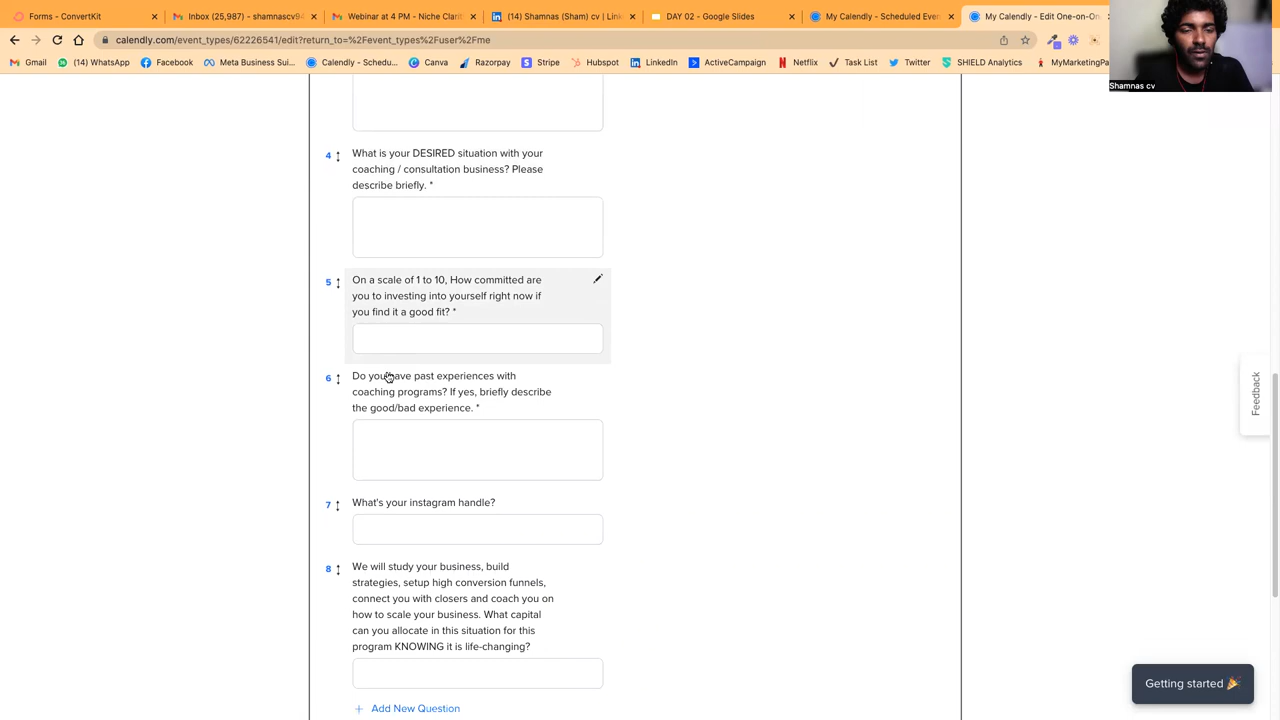 Forms - ConvertKit
Inbox (25,987) - shamnascv94
Webinar at 4 PM - Niche Clarit
(14) Shamnas (Sham) cv | Link
DAY 02 - Google Slides
My Calendly - Scheduled Even
My Calendly - Edit One-on-On
calendly.com/event_types/62226541/edit?return_to=%2Fevent_types%2Fuser%2Fme
Gmail
(14) WhatsApp
Facebook
Meta Business Sui...
Calendly - Schedu...
Canva
Razorpay
Stripe
Hubspot
LinkedIn
ActiveCampaign
Netflix
Task List
Twitter
SHIELD Analytics
MyMarketingPa
Shamnas cv
4
What is your DESIRED situation with your
coaching / consultation business? Please
describe briefly. *
5
On a scale of 1 to 10, How committed are
you to investing into yourself right now if
you find it a good fit? *
6
Do you have past experiences with
coaching programs? If yes, briefly describe
the good/bad experience. *
7
What's your instagram handle?
8
We will study your business, build
strategies, setup high conversion funnels,
connect you with closers and coach you on
how to scale your business. What capital
can you allocate in this situation for this
program KNOWING it is life-changing?
+ Add New Question
Feedback
Getting started 🎉